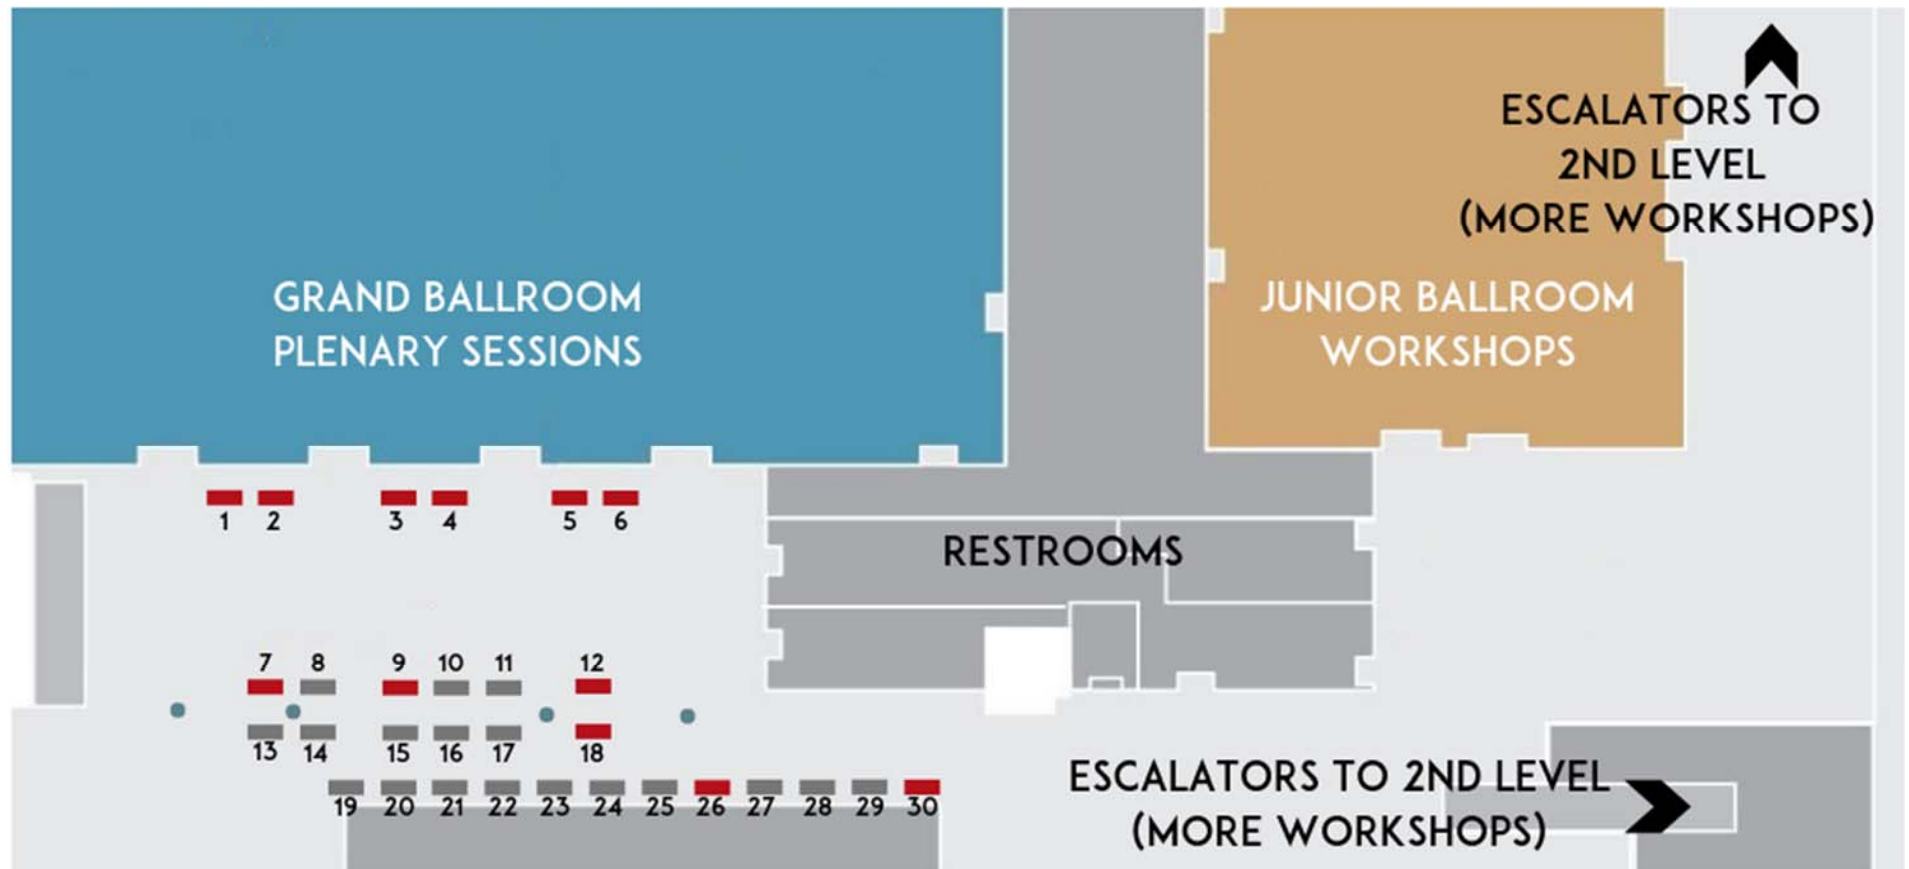 ESCALATORS TO
2ND LEVEL
(MORE WORKSHOPS)
GRAND BALLROOM
PLENARY SESSIONS
JUNIOR BALLROOM
WORKSHOPS
1 2 3 4 5 6
RESTROOMS
7 8 9 10 11 12
13 14 15 16 17 18
19 20 21 22 23 24 25 26 27 28 29 30
ESCALATORS TO 2ND LEVEL
(MORE WORKSHOPS)